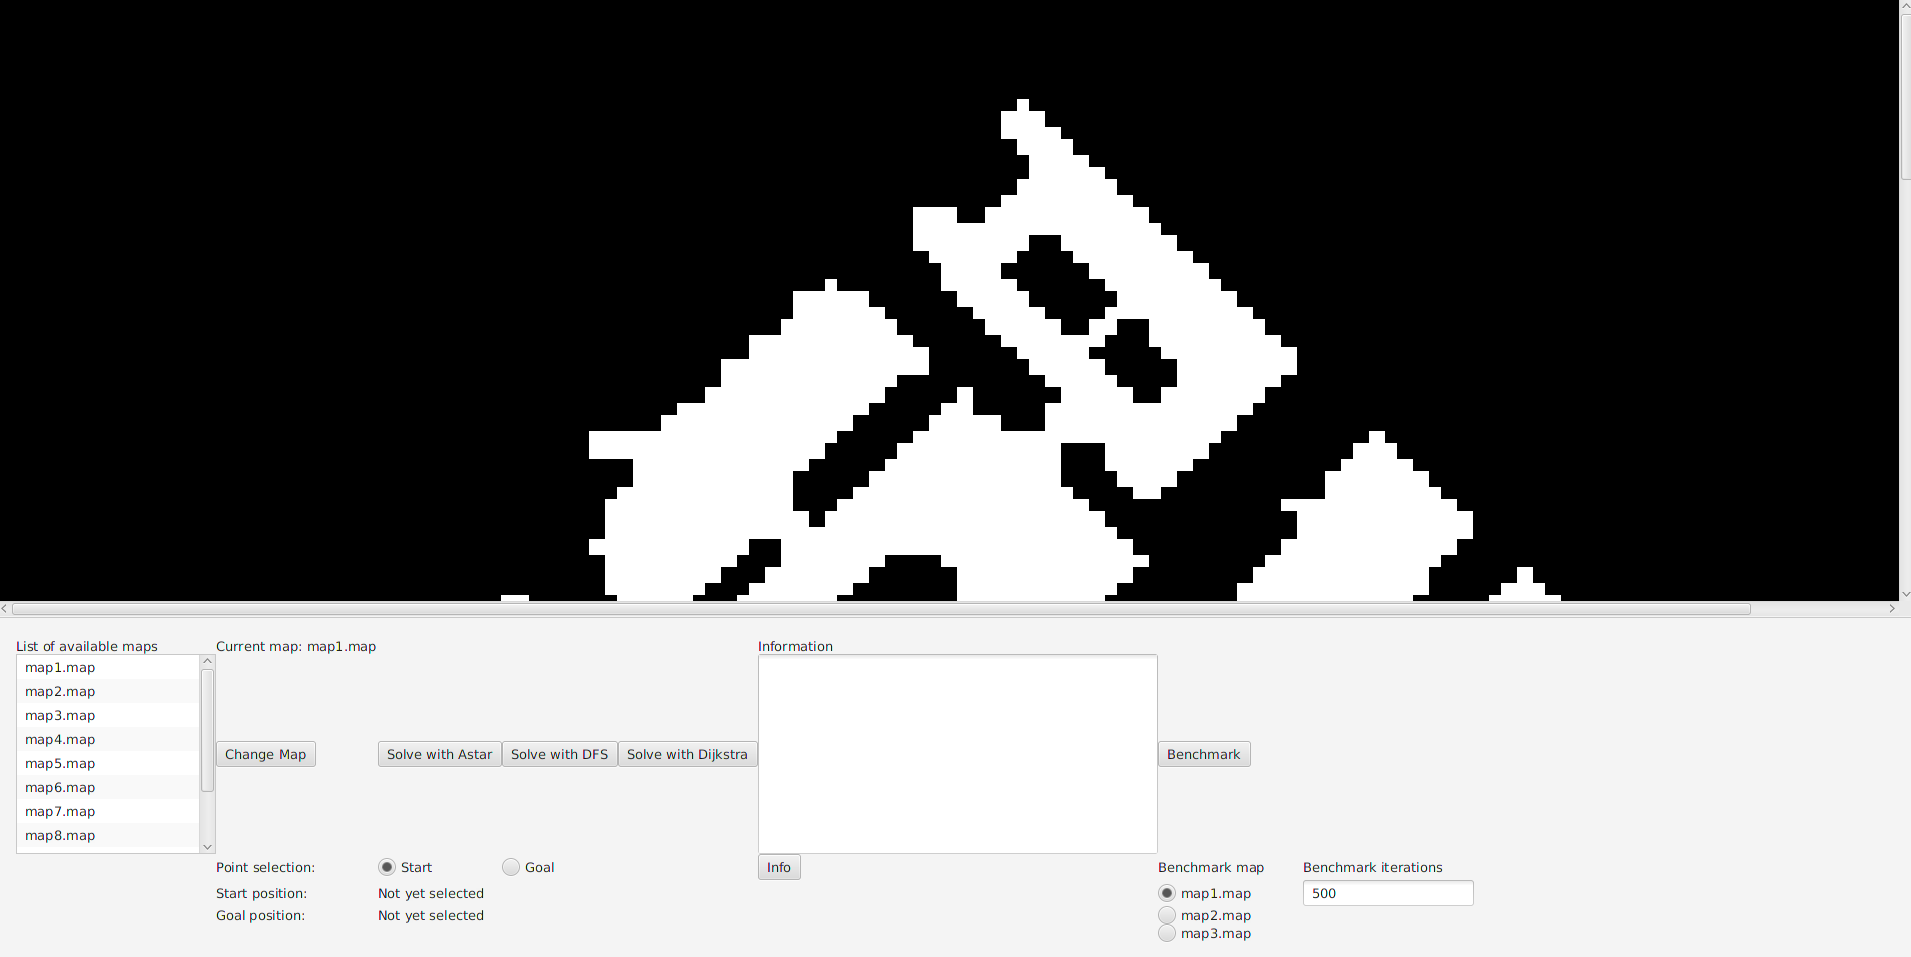 List of available maps
Current map: map1.map
Information
map1.map
map2.map
map3.map
map4.map
map5.map
map6.map
map7.map
map8.map
Change Map
Solve with Astar
Solve with DFS
Solve with Dijkstra
Benchmark
Point selection:
Start
Goal
Info
Benchmark map
Benchmark iterations
Start position:
Not yet selected
map1.map
500
Goal position:
Not yet selected
map2.map
map3.map